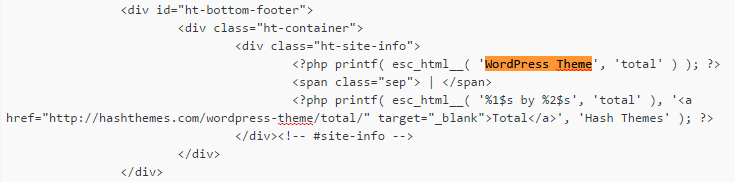 <div id="ht-bottom-footer">
<div class="ht-container">
<div class="ht-site-info">
<?php printf( esc_html__( 'WordPress Theme', 'total' ) ); ?>
<span class="sep"> | </span>
<?php printf( esc_html__( '%1$s by %2$s', 'total' ), '<a
href="http://hashthemes.com/wordpress-theme/total/" target="_blank">Total</a>', 'Hash Themes' ); ?>
</div><!-- #site-info -->
</div>
</div>